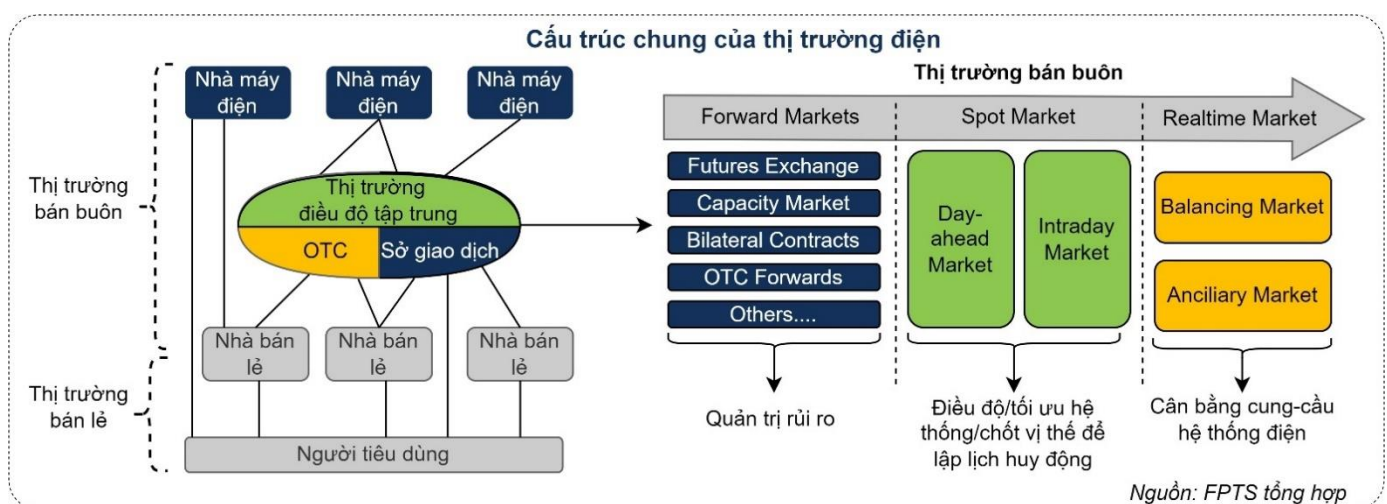 Cấu trúc chung của thị trường điện
Nhà máy
điện
Nhà máy
điện
Nhà máy
điện
Thị trường
bán buôn
Thị trường
điều độ tập trung
OTC
Sở giao dịch
Nhà bán
lẻ
Nhà bán
lẻ
Nhà bán
lẻ
Thị trường
bán lẻ
Người tiêu dùng
Thị trường bán buôn
Forward Markets
Spot Market
Realtime Market
Futures Exchange
Capacity Market
Bilateral Contracts
OTC Forwards
Others....
Day-
ahead
Market
Intraday
Market
Balancing Market
Anciliary Market
Quản trị rủi ro
Điều độ/tối ưu hệ
thống/chốt vị thế để
lập lịch huy động
Cân bằng cung-cầu
hệ thống điện
Nguồn: FPTS tổng hợp